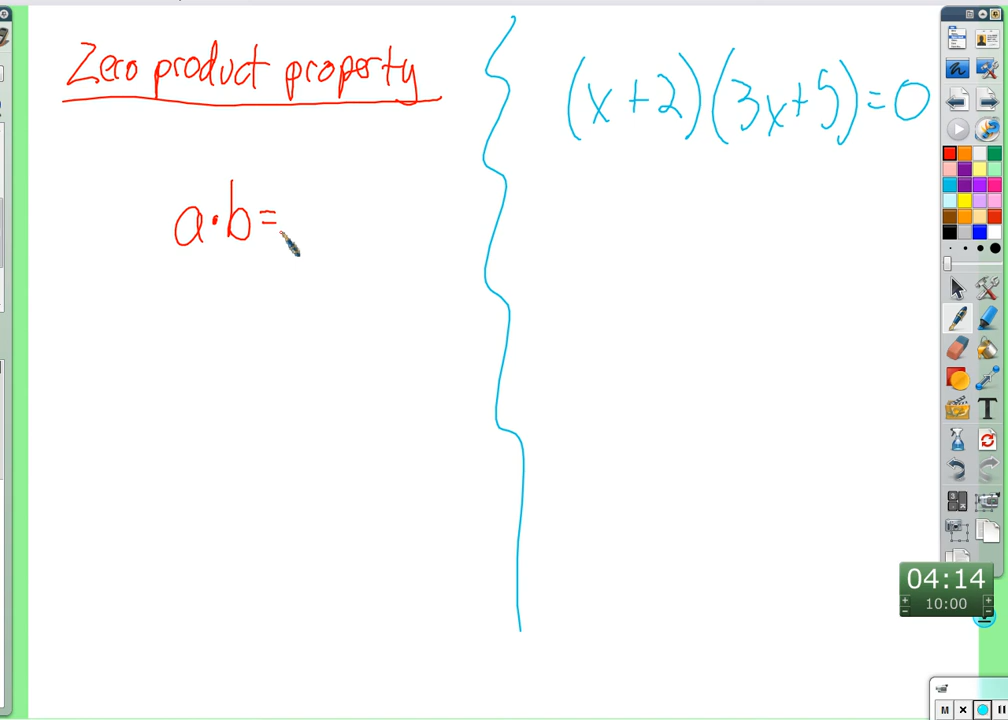 Zero product property
a·b=
(x+2)(3x+5)=0
T
04:14
10:00
M